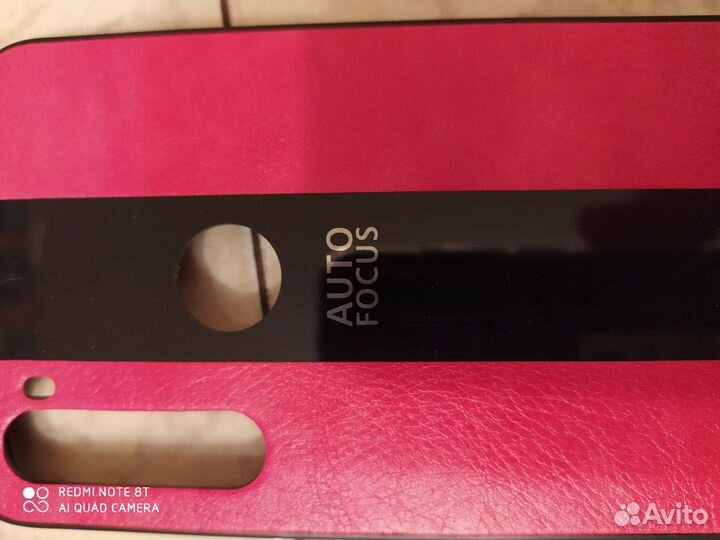 AUTO
FOCUS
REDMI NOTE 8T
AI QUAD CAMERA
Avito